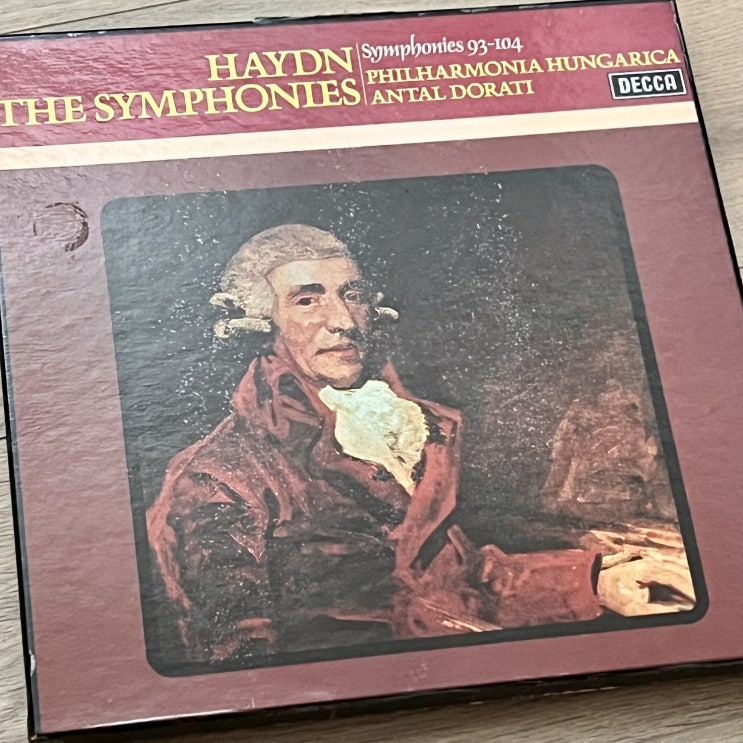 HAYDN
THE SYMPHONIES
Symphonies 93-104
PHILHARMONIA HUNGARICA
ANTAL DORATI
DECCA